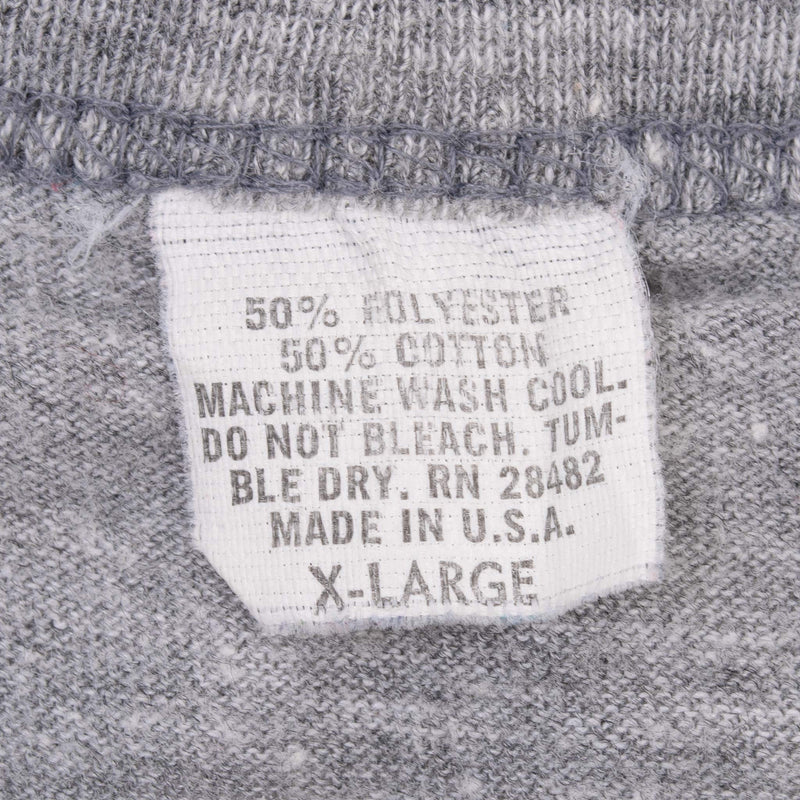 50% POLYESTER
50% COTTON
MACHINE WASH COOL.
DO NOT BLEACH. TUM-
BLE DRY. RN 28482
MADE IN U.S.A.
X-LARGE